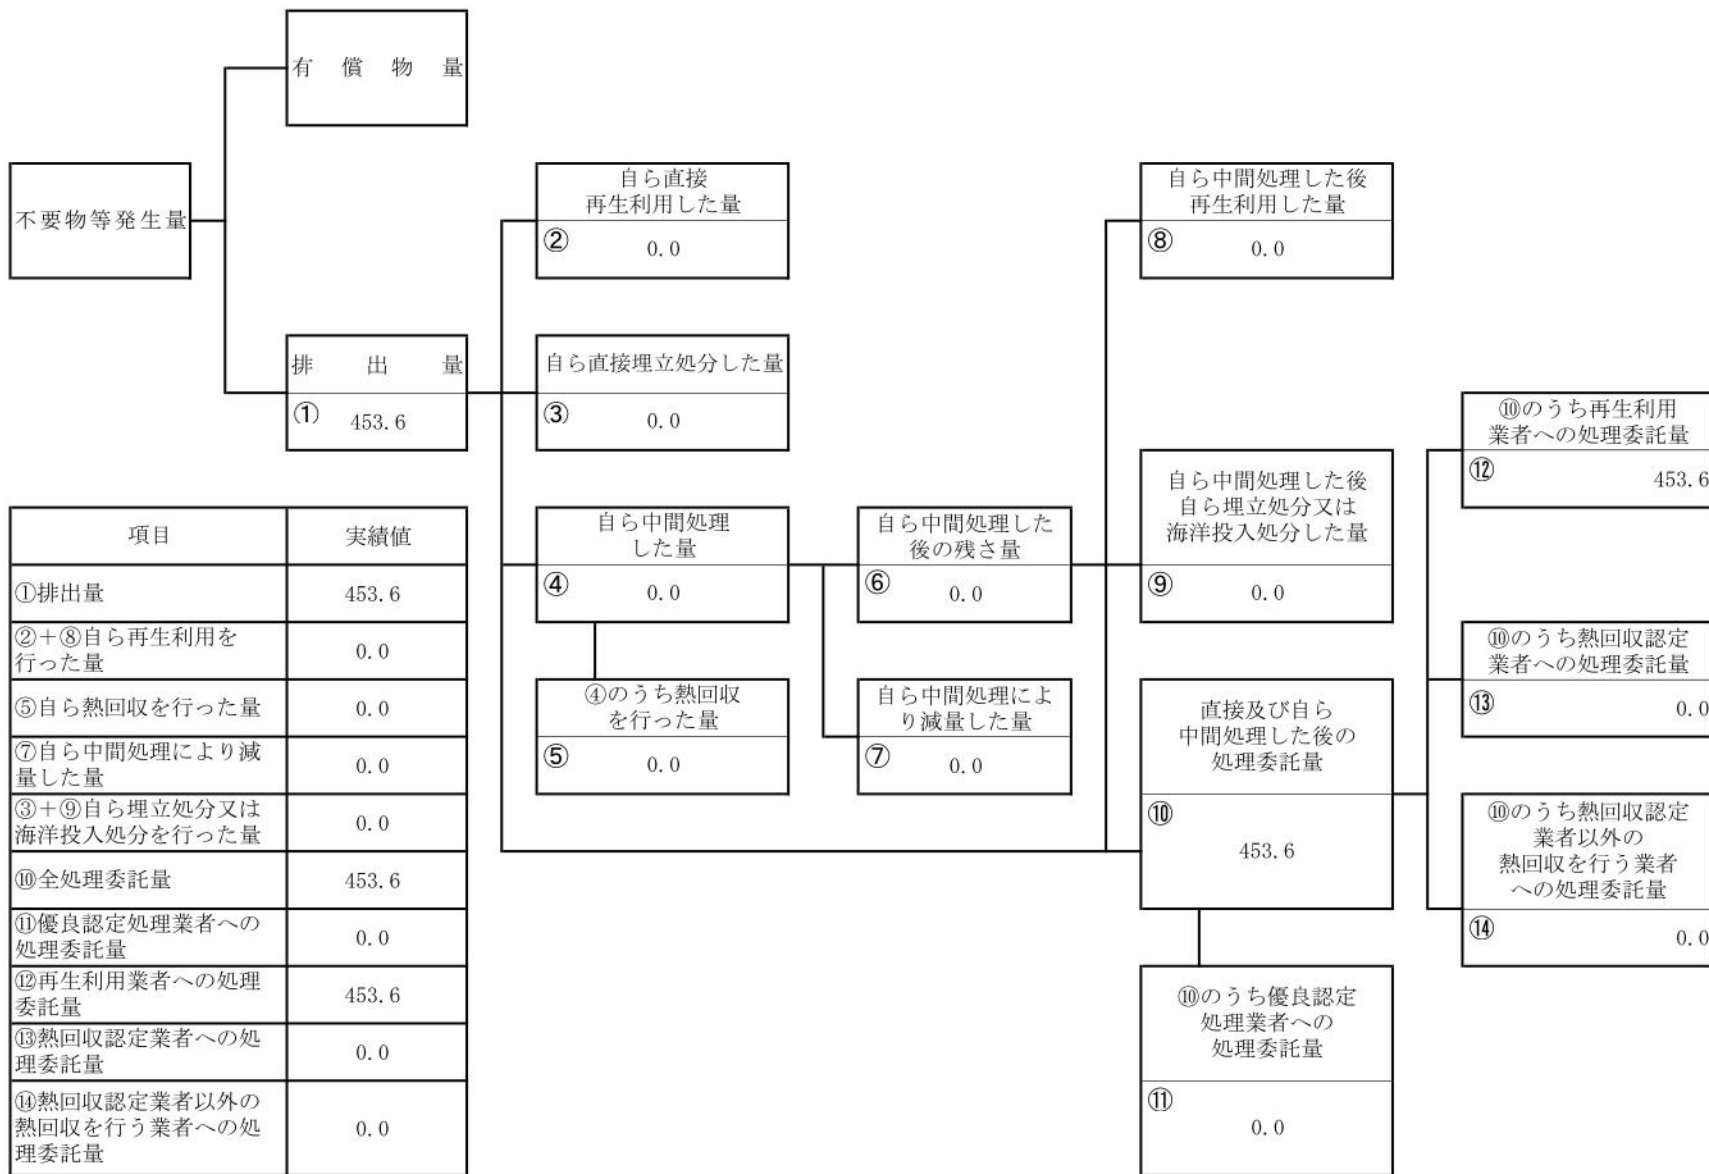 有償物量
不要物等発生量
排出量
①
453.6
自ら直接
再生利用した量
②
0.0
自ら直接埋立処分した量
③
0.0
自ら中間処理
した量
④
0.0
④のうち熱回収
を行った量
⑤
0.0
自ら中間処理した
後の残さ量
⑥
0.0
自ら中間処理によ
り減量した量
⑦
0.0
自ら中間処理した後
再生利用した量
⑧
0.0
自ら中間処理した後
自ら埋立処分又は
海洋投入処分した量
⑨
0.0
直接及び自ら
中間処理した後の
処理委託量
⑩
453.6
⑩のうち優良認定
処理業者への
処理委託量
⑪
0.0
⑩のうち再生利用
業者への処理委託量
⑫
453.6
⑩のうち熱回収認定
業者への処理委託量
⑬
0.0
⑩のうち熱回収認定
業者以外の
熱回収を行う業者
への処理委託量
⑭
0.0
項目 実績値
①排出量 453.6
②+⑧自ら再生利用を
行った量 0.0
⑤自ら熱回収を行った量 0.0
⑦自ら中間処理により減
量した量 0.0
③+⑨自ら埋立処分又は
海洋投入処分を行った量 0.0
⑩全処理委託量 453.6
⑪優良認定処理業者への
処理委託量 0.0
⑫再生利用業者への処理
委託量 453.6
⑬熱回収認定業者への処
理委託量 0.0
⑭熱回収認定業者以外の
熱回収を行う業者への処
理委託量 0.0